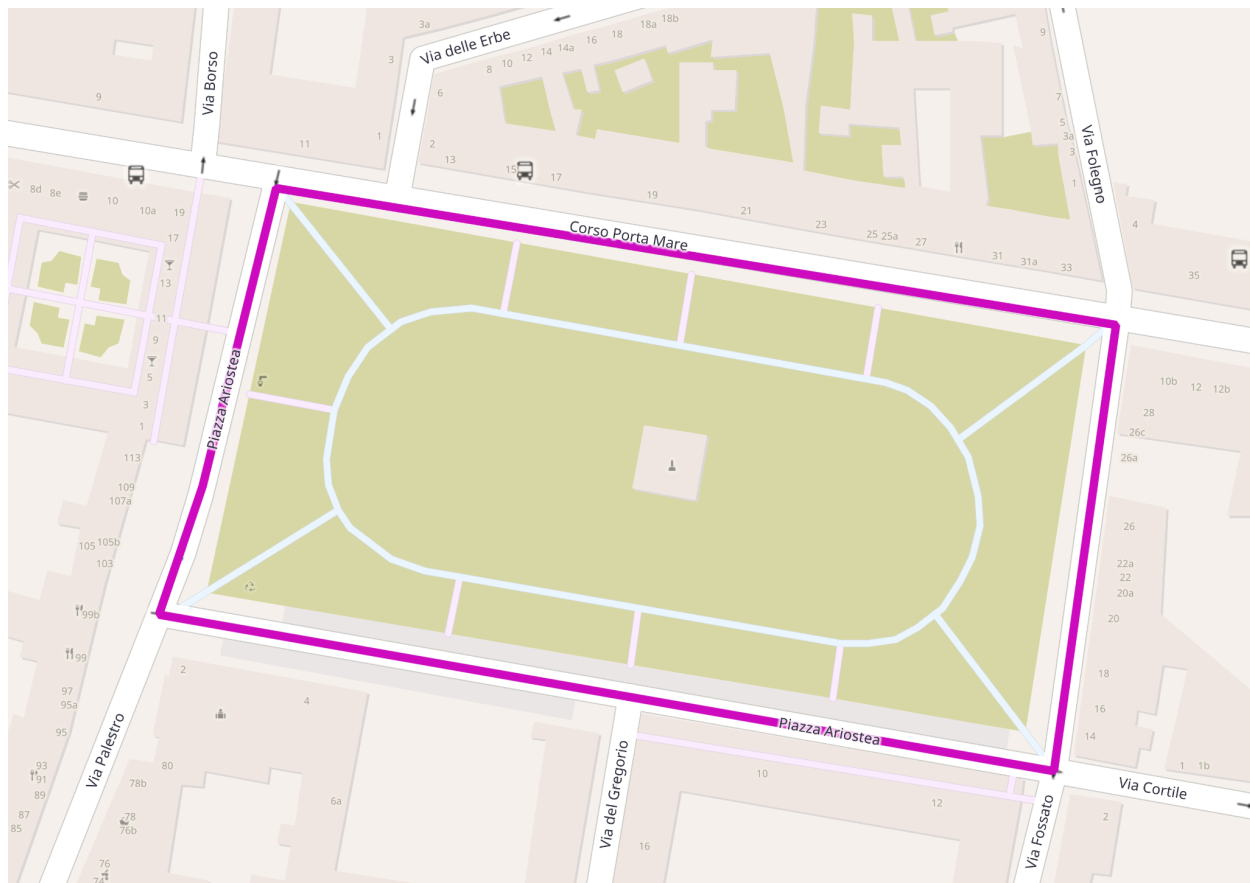 3a
18a
18b
16
18
14a
14
12
10
8
Via delle Erbe
9
3
Via Borso
6
9
7
5
3a
3
1
Via Folegno
11
1
2
13
15
17
19
21
23
25
25a
27
31
31a
33
4
35
8d
8e
10
10a
19
17
13
11
9
5
3
1
Corso Porta Mare
Piazza Ariostea
10b
12
12b
28
26c
26a
113
109
107a
105
105b
103
99b
99
97
95a
95
93
91
89
87
85
26
22a
22
20a
20
18
16
14
2
4
Piazza Ariostea
Via Palestro
80
78b
78
76b
76
74
6a
Via del Gregorio
16
10
12
1
1b
Via Cortile
Via Fossato
2